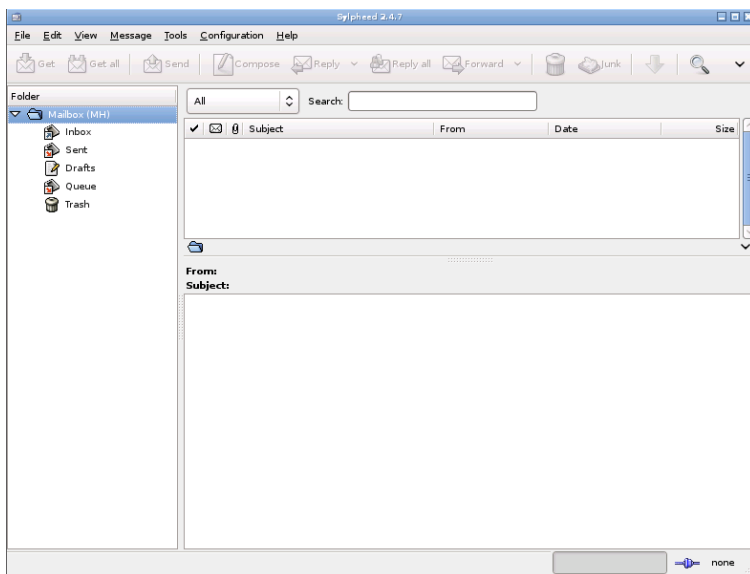 Sylpheed 2.4.7
File Edit View Message Tools Configuration Help
Get Get all Send Compose Reply Reply all Forward Junk
Folder
All Search:
Mailbox (MH)
Subject From Date Size
Inbox
Sent
Drafts
Queue
Trash
From:
Subject:
none